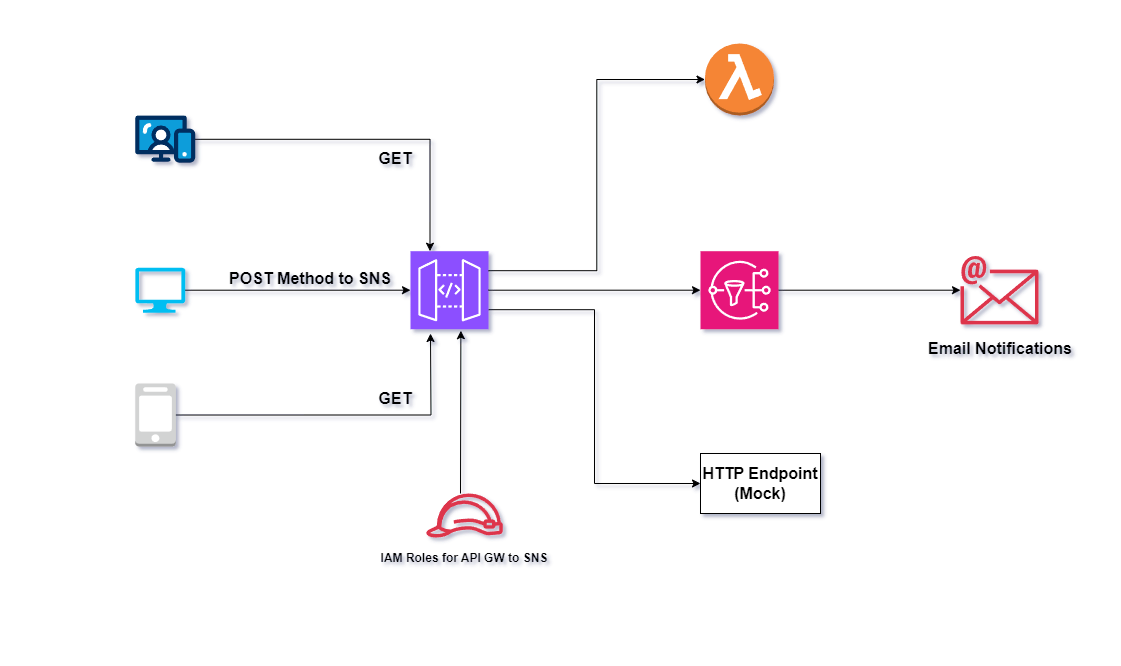 GET
POST Method to SNS
</>
@
Email Notifications
GET
HTTP Endpoint
(Mock)
IAM Roles for API GW to SNS